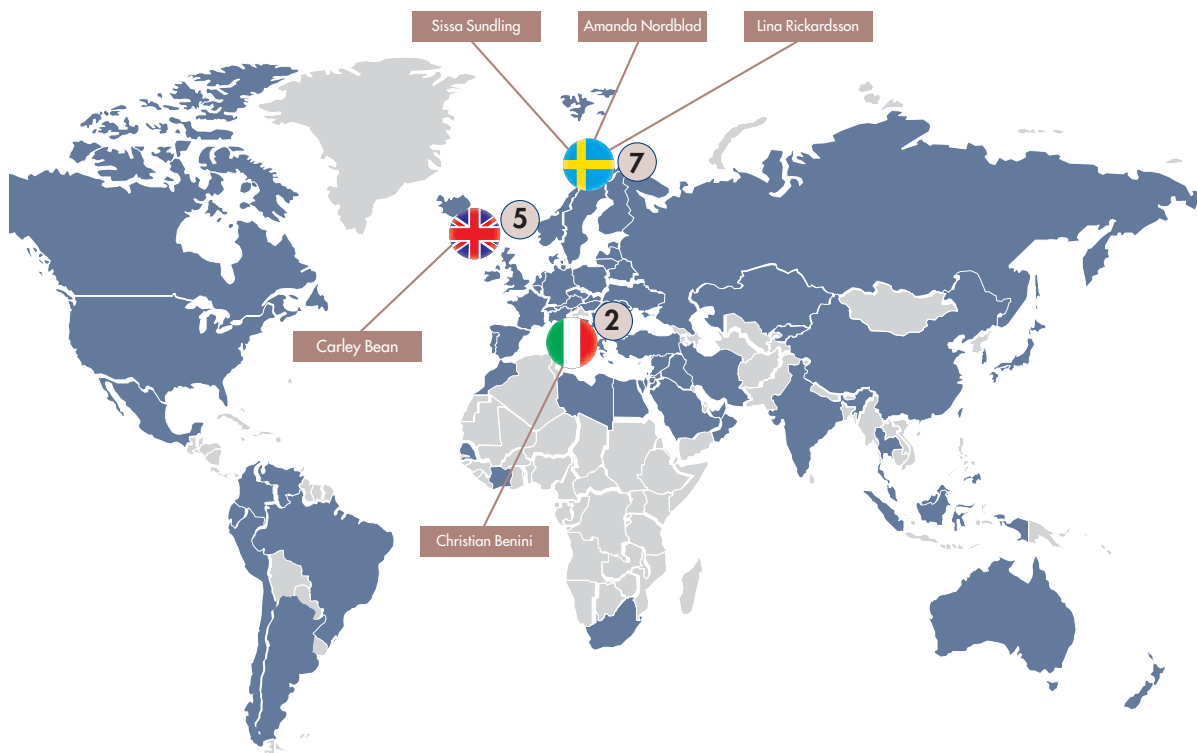 Sissa Sundling
Amanda Nordblad
Lina Rickardsson
7
5
2
Carley Bean
Christian Benini